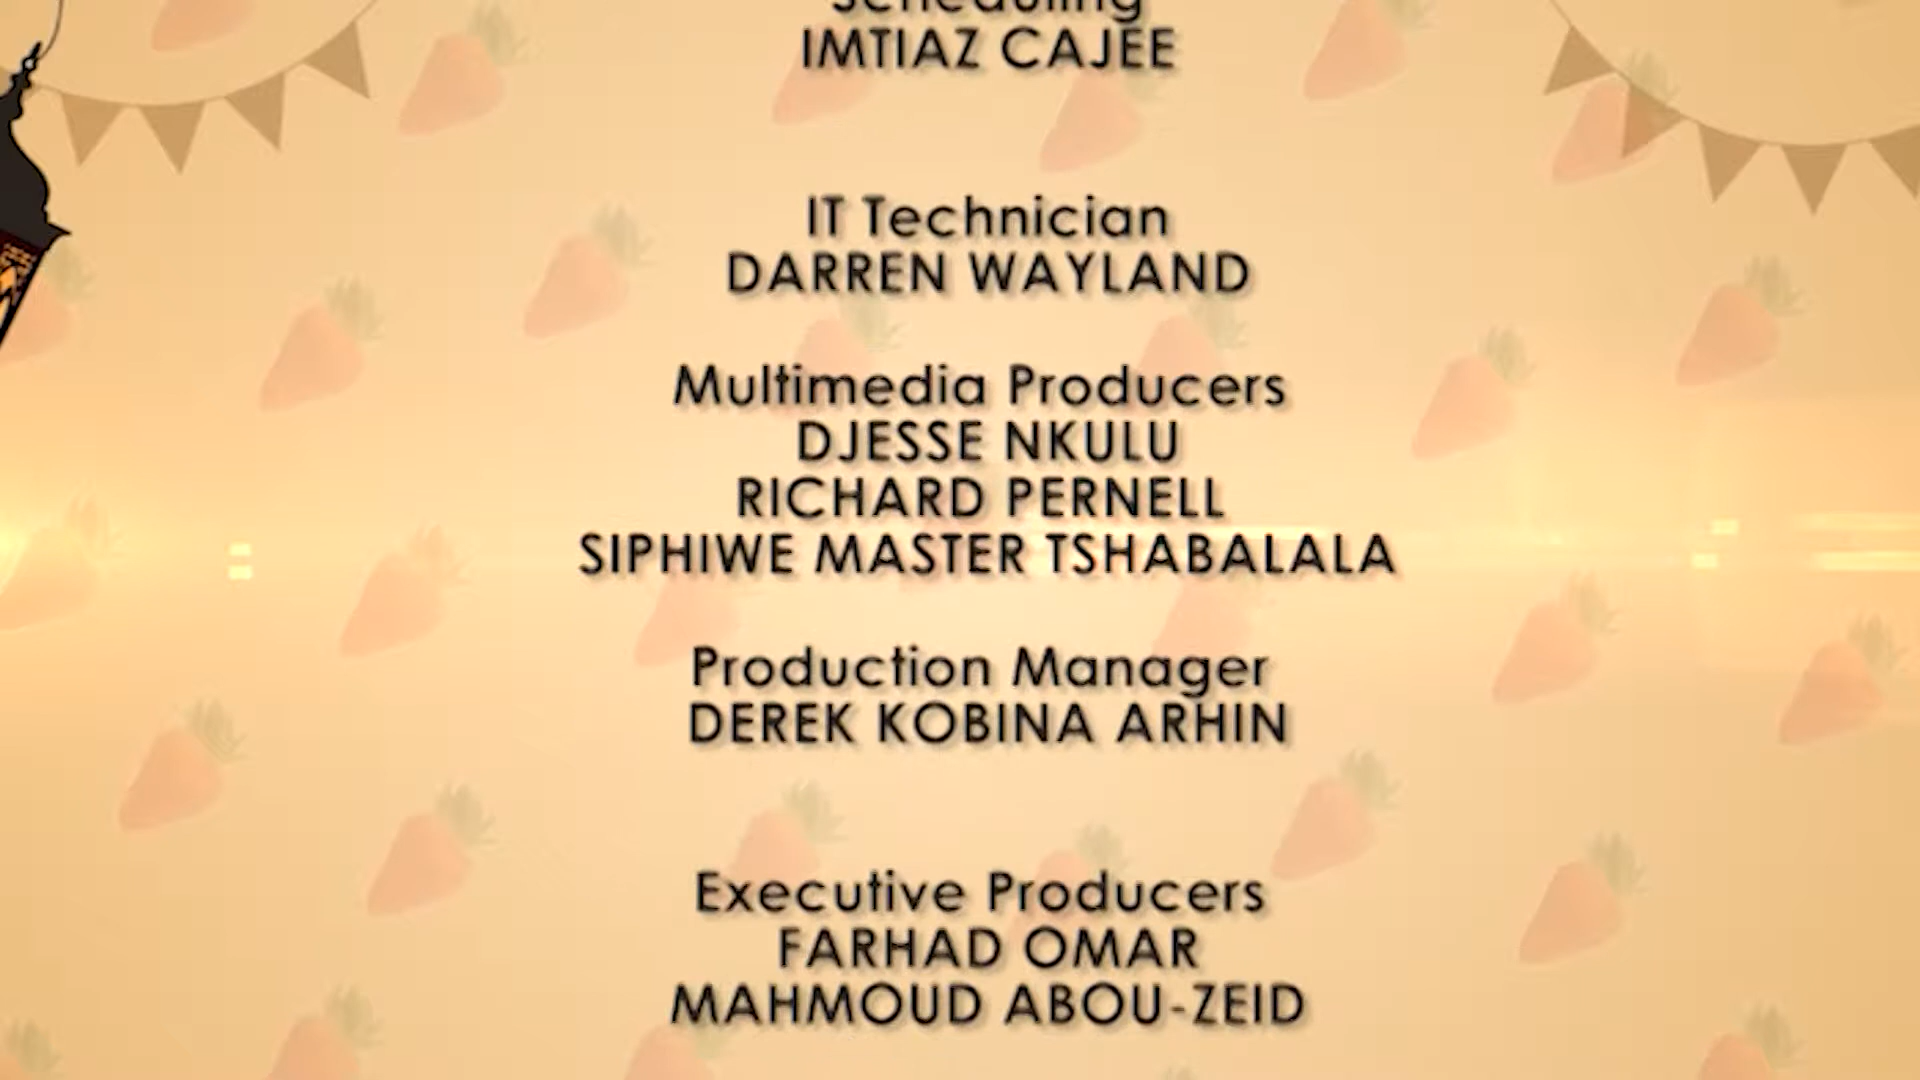 Scheduling
IMTIAZ CAJEE
IT Technician
DARREN WAYLAND
Multimedia Producers
DJESSE NKULU
RICHARD PERNELL
SIPHIWE MASTER TSHABALALA
Production Manager
DEREK KOBINA ARHIN
Executive Producers
FARHAD OMAR
MAHMOUD ABOU-ZEID